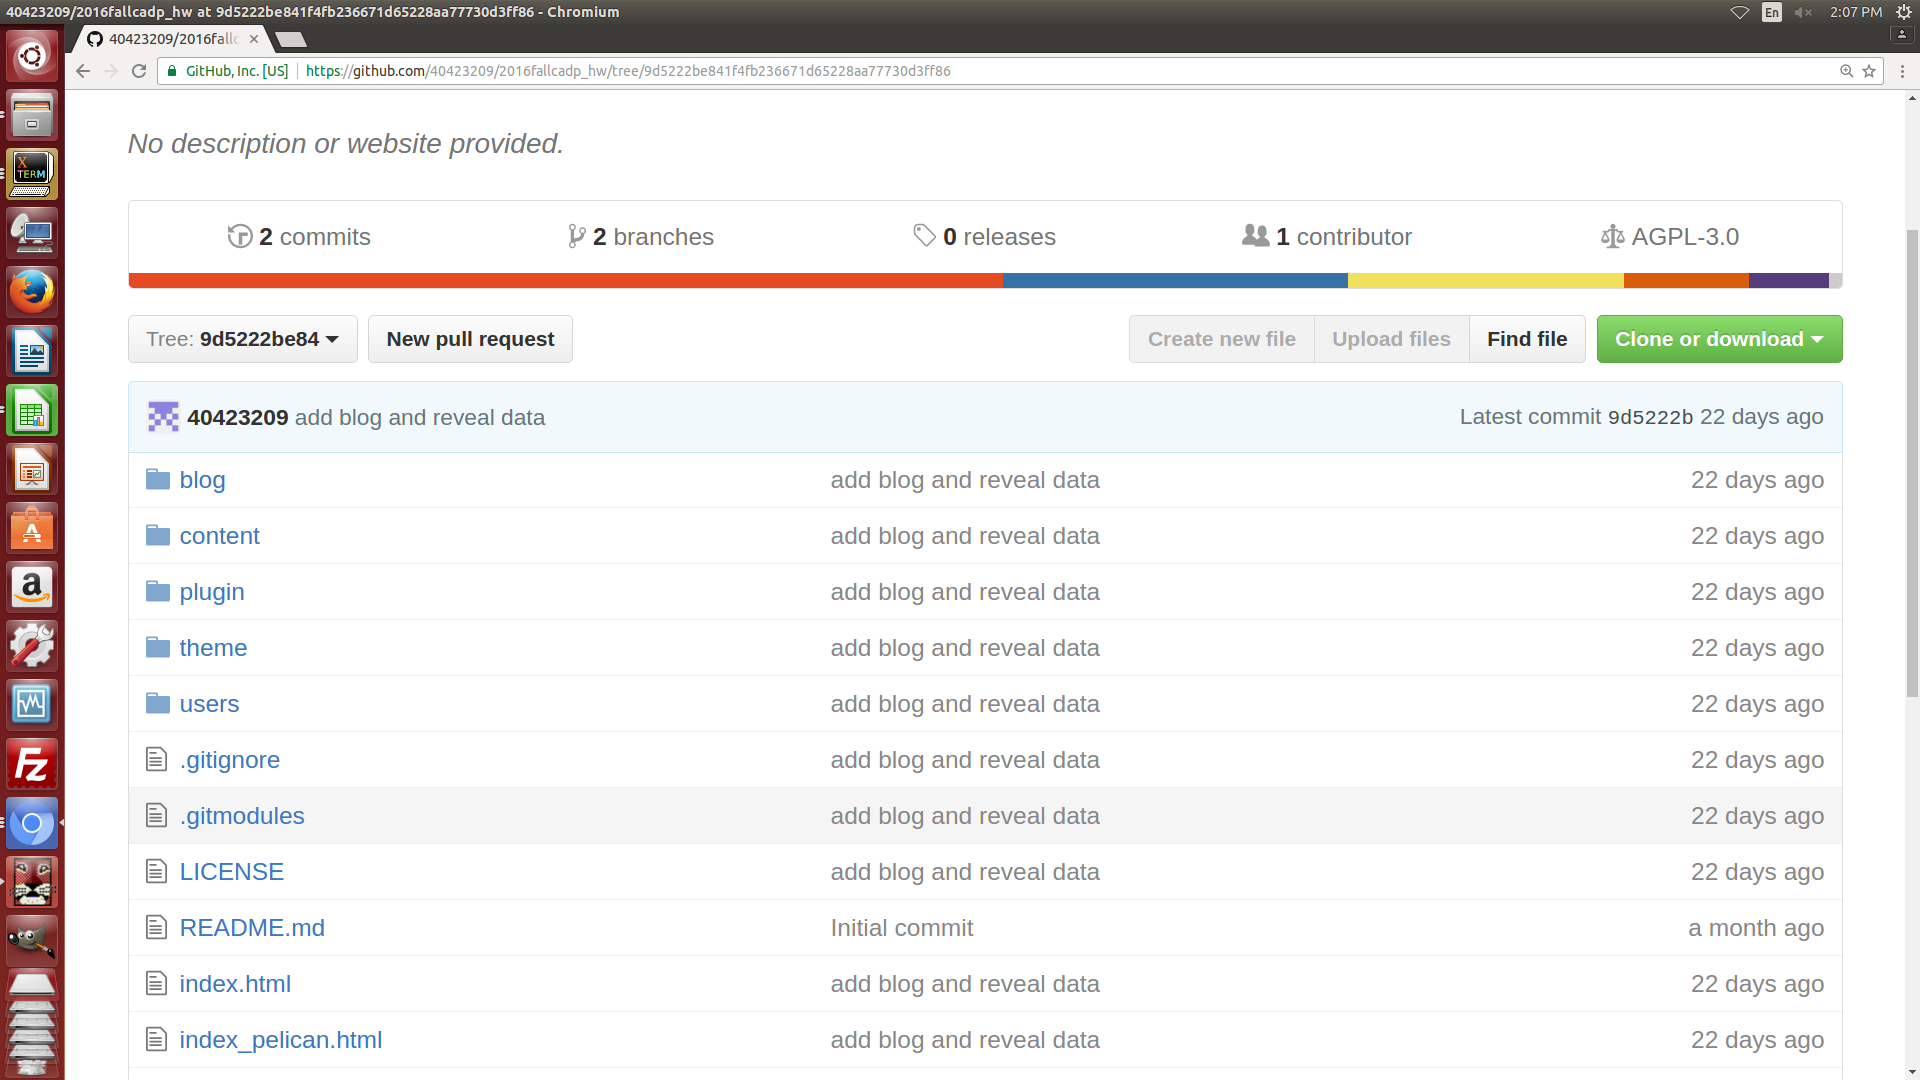 40423209/2016fallcadp_hw at 9d5222be841f4fb236671d65228aa77730d3ff86 - Chromium
En
2:07 PM
40423209/2016fallc
GitHub, Inc. [US]
https://github.com/40423209/2016fallcadp_hw/tree/9d5222be841f4fb236671d65228aa77730d3ff86
X
TERM
No description or website provided.
2 commits
2 branches
0 releases
1 contributor
AGPL-3.0
Tree: 9d5222be84
New pull request
Create new file
Upload files
Find file
Clone or download
40423209 add blog and reveal data
Latest commit 9d5222b 22 days ago
blog add blog and reveal data 22 days ago
content add blog and reveal data 22 days ago
plugin add blog and reveal data 22 days ago
theme add blog and reveal data 22 days ago
users add blog and reveal data 22 days ago
.gitignore add blog and reveal data 22 days ago
.gitmodules add blog and reveal data 22 days ago
LICENSE add blog and reveal data 22 days ago
README.md Initial commit a month ago
index.html add blog and reveal data 22 days ago
index_pelican.html add blog and reveal data 22 days ago
a
Fz